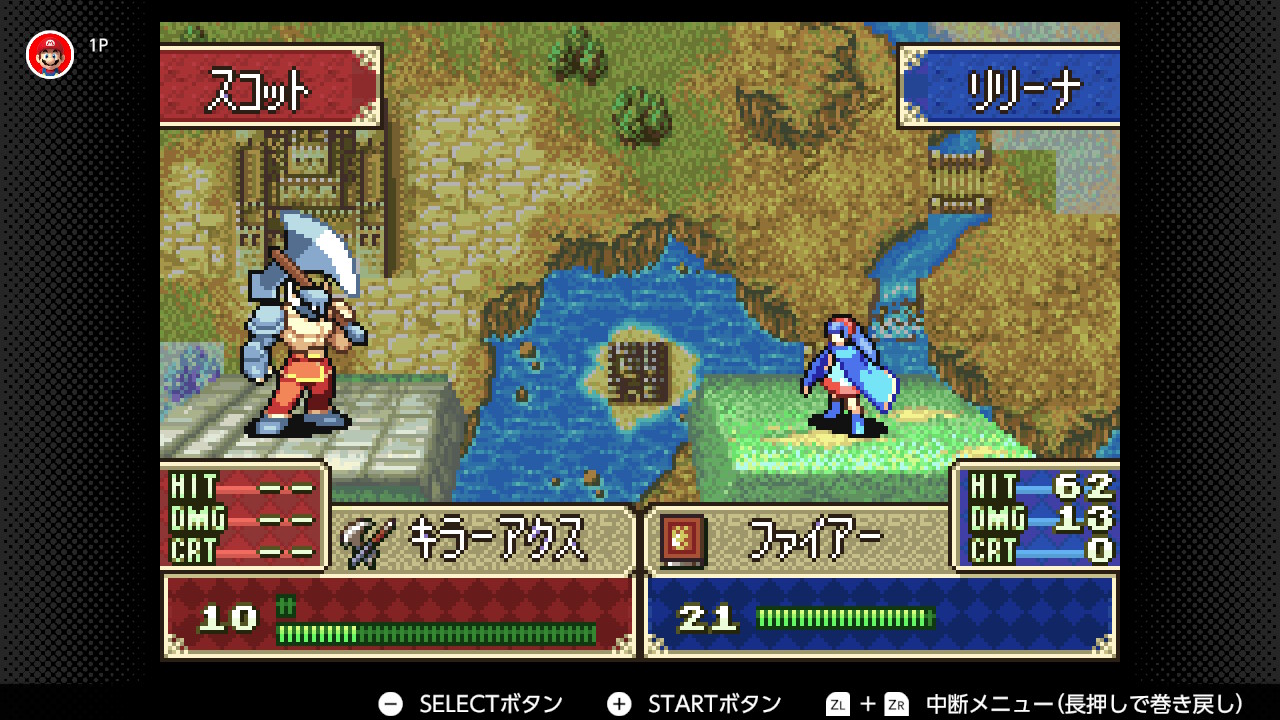 1P
スコット
リリーナ
HIT -- --
DMG -- --
CRT -- --
キラーアクス
ファイアー
HIT 62
DMG 13
CRT 0
10
21
− SELECTボタン
+ STARTボタン
ZL + ZR 中断メニュー(長押しで巻き戻し)